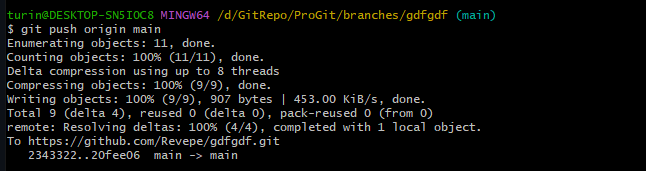 turin@DESKTOP-SN5IOC8 MINGW64 /d/GitRepo/ProGit/branches/gdfgdf (main)
$ git push origin main
Enumerating objects: 11, done.
Counting objects: 100% (11/11), done.
Delta compression using up to 8 threads
Compressing objects: 100% (9/9), done.
Writing objects: 100% (9/9), 907 bytes | 453.00 KiB/s, done.
Total 9 (delta 4), reused 0 (delta 0), pack-reused 0 (from 0)
remote: Resolving deltas: 100% (4/4), completed with 1 local object.
To https://github.com/Revepe/gdfgdf.git
   2343322..20fee06  main -> main